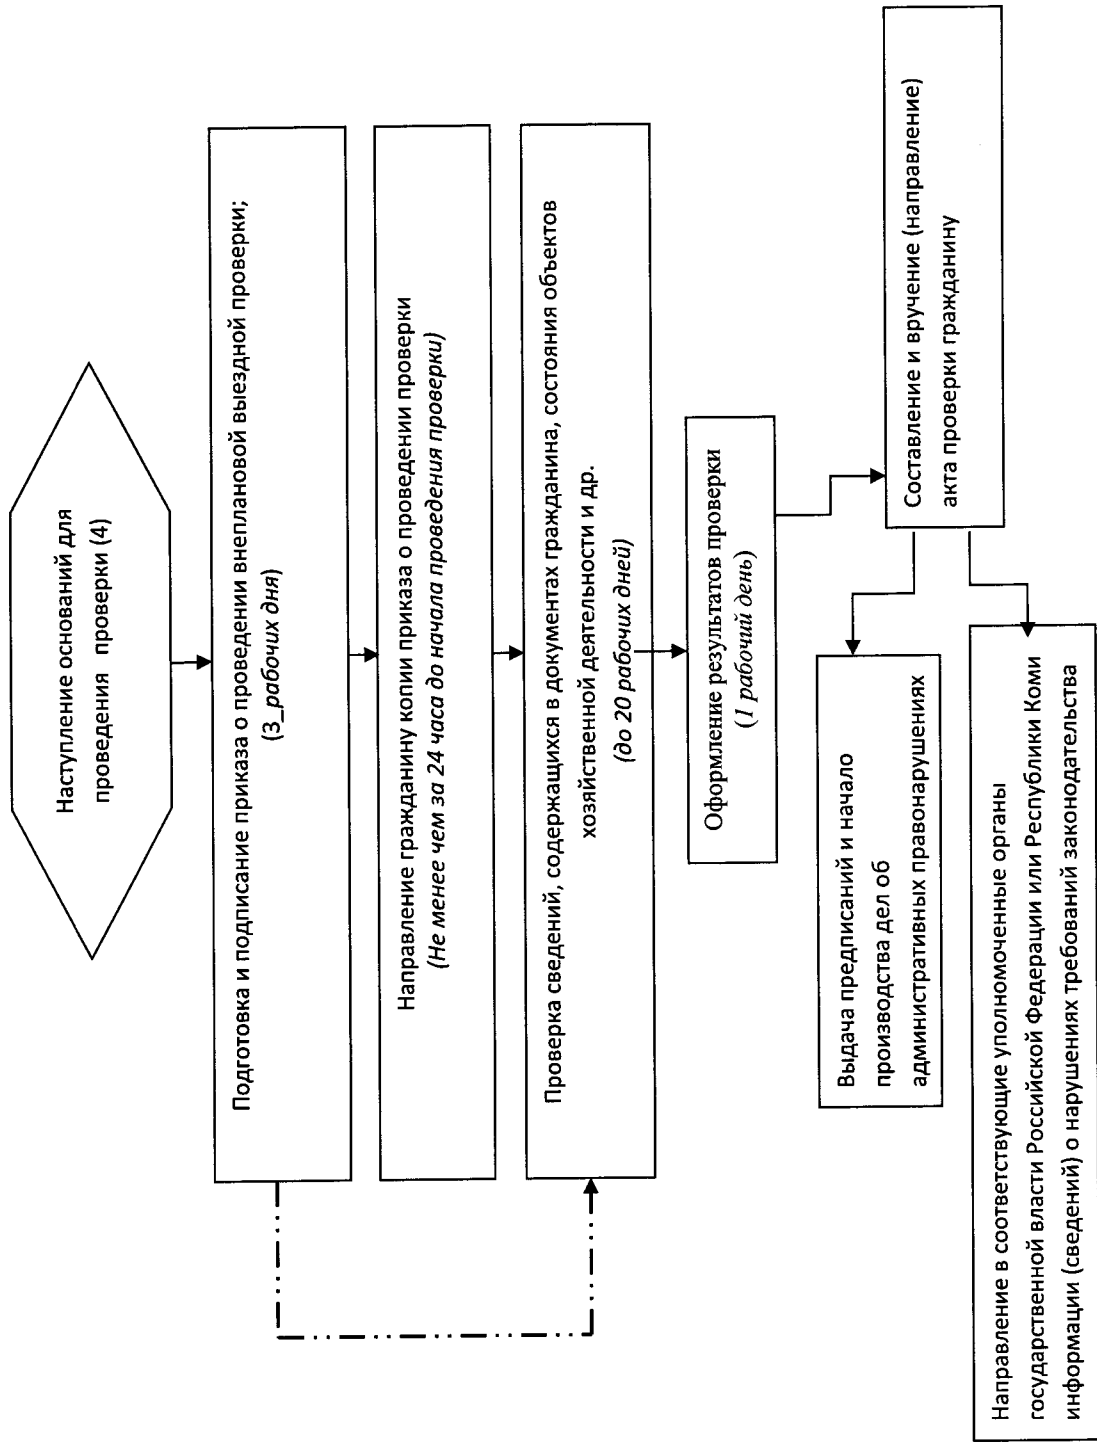 Наступление оснований для
проведения проверки (4)
Подготовка и подписание приказа о проведении внеплановой выездной проверки;
(3_рабочих дня)
Направление гражданину копии приказа о проведении проверки
(Не менее чем за 24 часа до начала проведения проверки)
Проверка сведений, содержащихся в документах гражданина, состояния объектов
хозяйственной деятельности и др.
(до 20 рабочих дней)
Оформление результатов проверки
(1 рабочий день)
Составление и вручение (направление)
акта проверки гражданину
Выдача предписаний и начало
производства дел об
административных правонарушениях
Направление в соответствующие уполномоченные органы
государственной власти Российской Федерации или Республики Коми
информации (сведений) о нарушениях требований законодательства